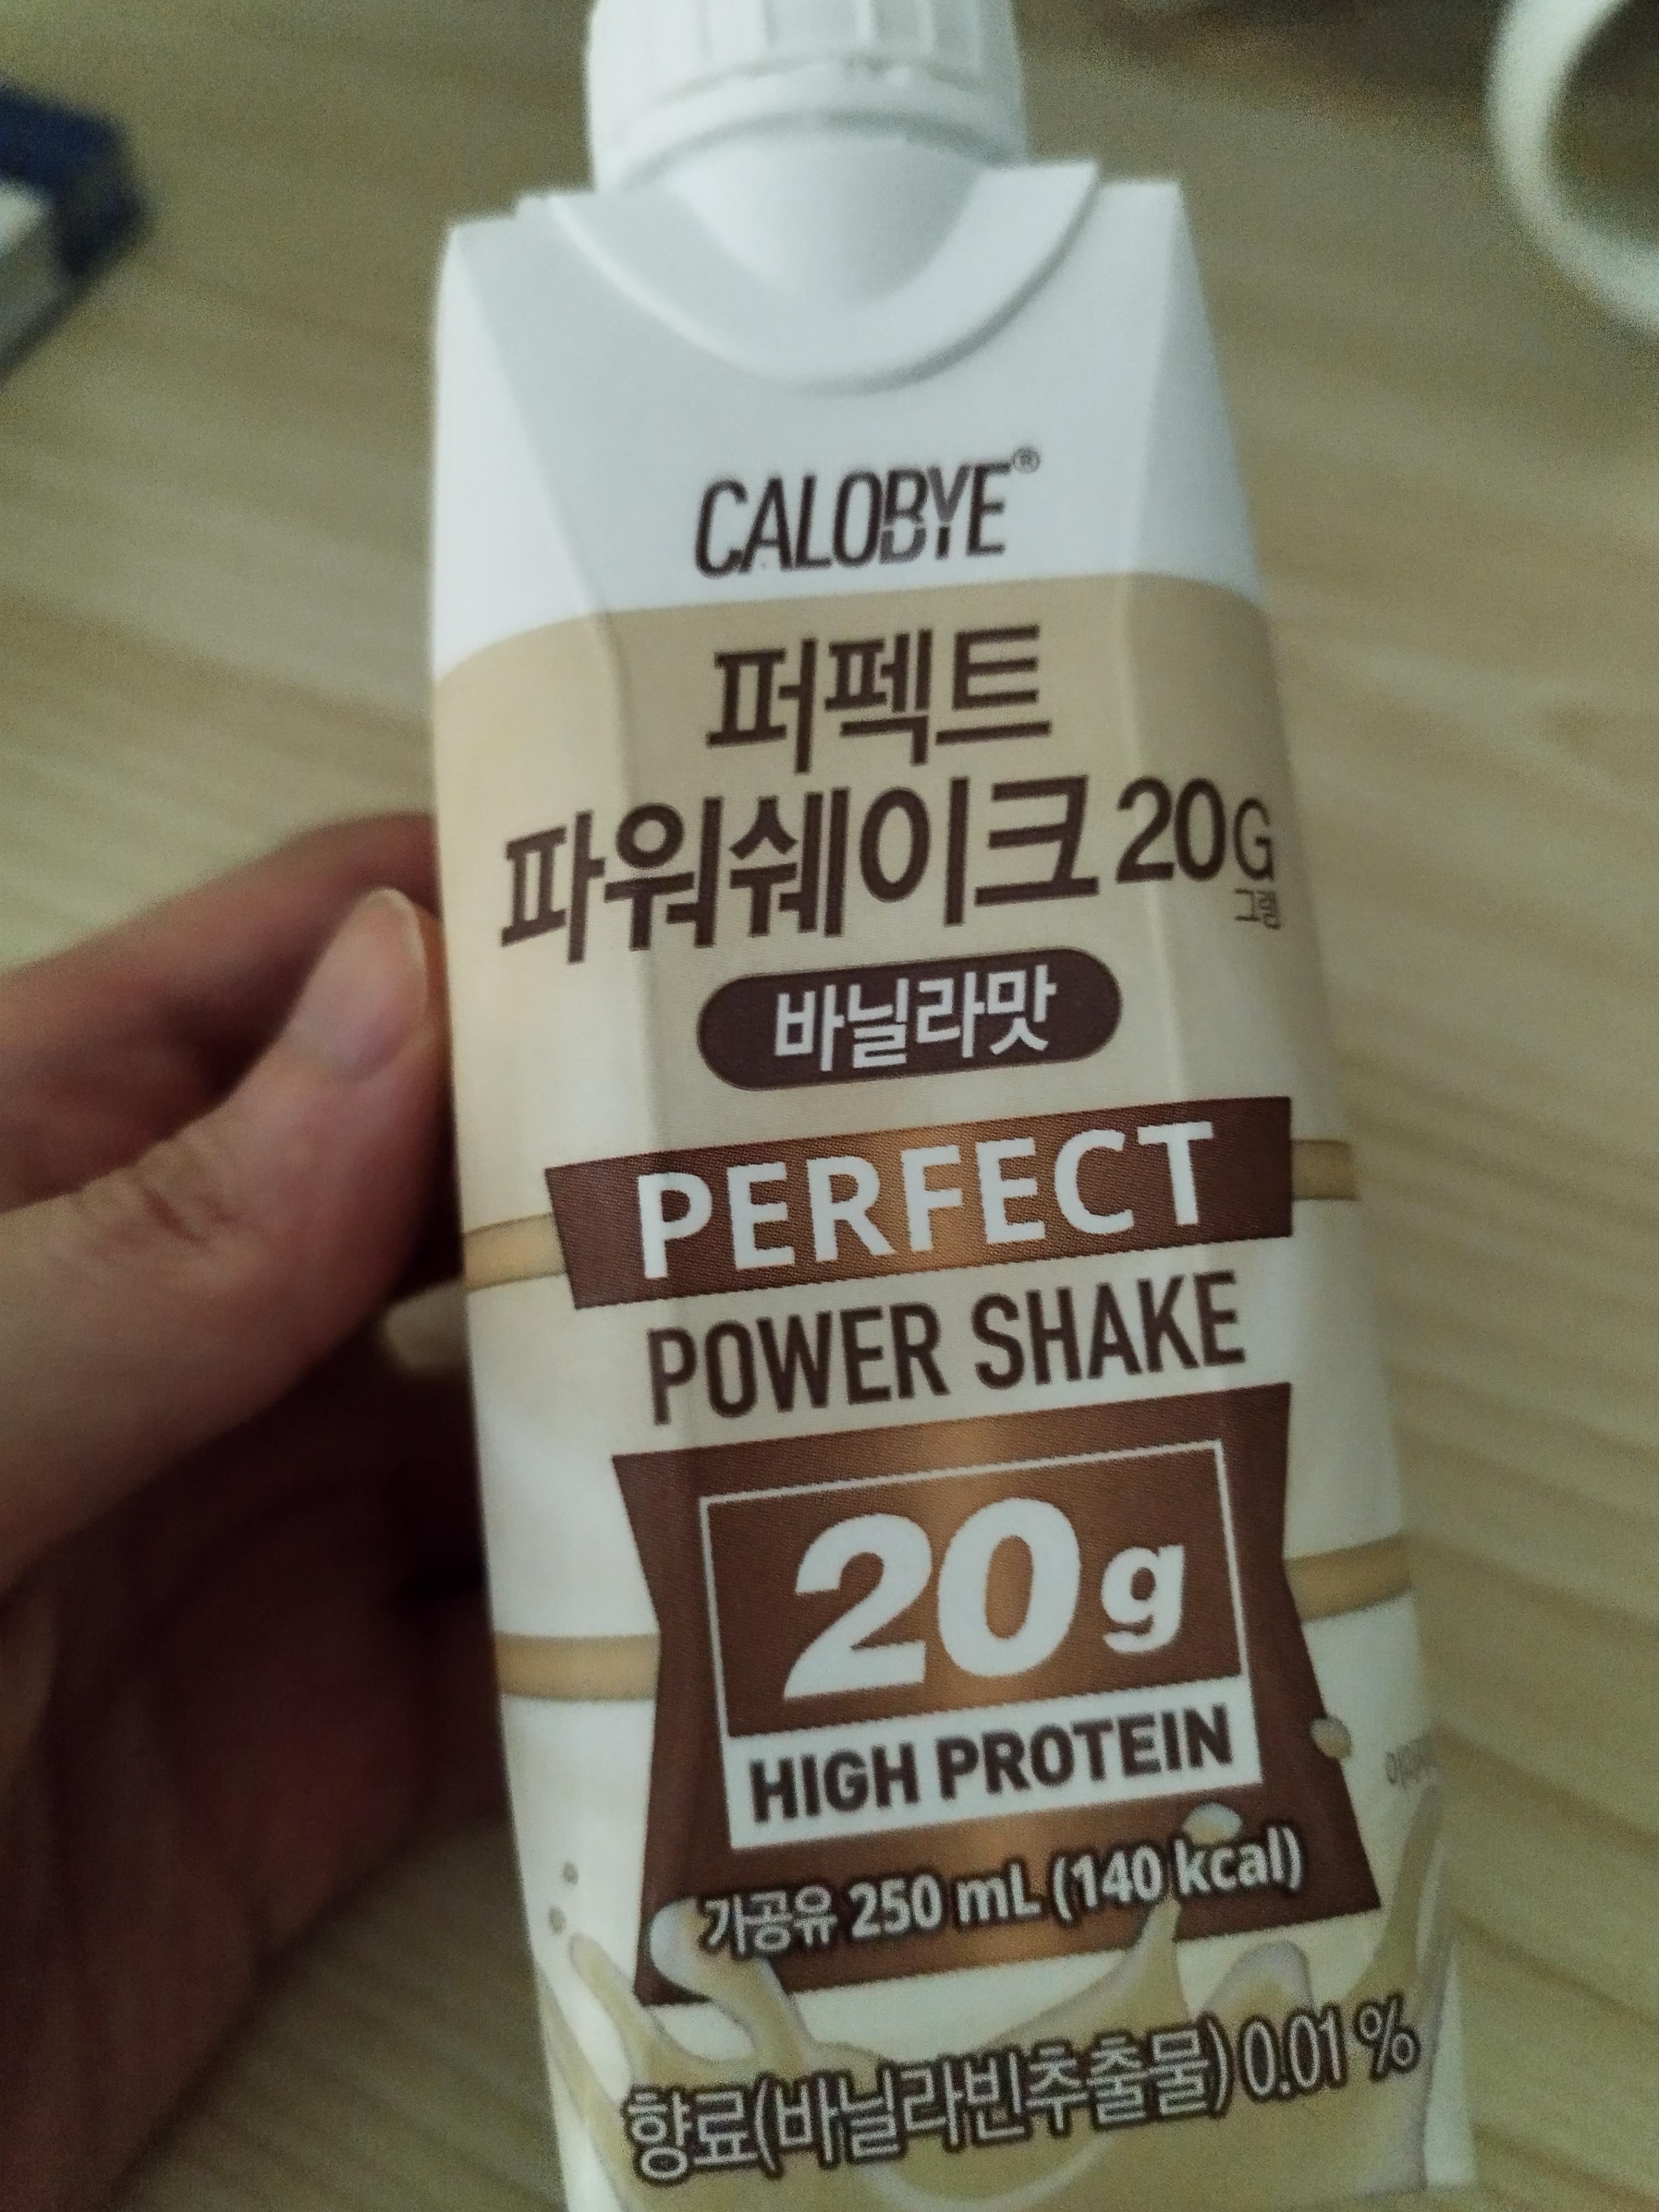 CALOBYE®
퍼펙트
파워쉐이크 20G
그램
바닐라맛
PERFECT
POWER SHAKE
20g
HIGH PROTEIN
가공유 250 mL (140 kcal)
향료(바닐라빈추출물) 0.01 %